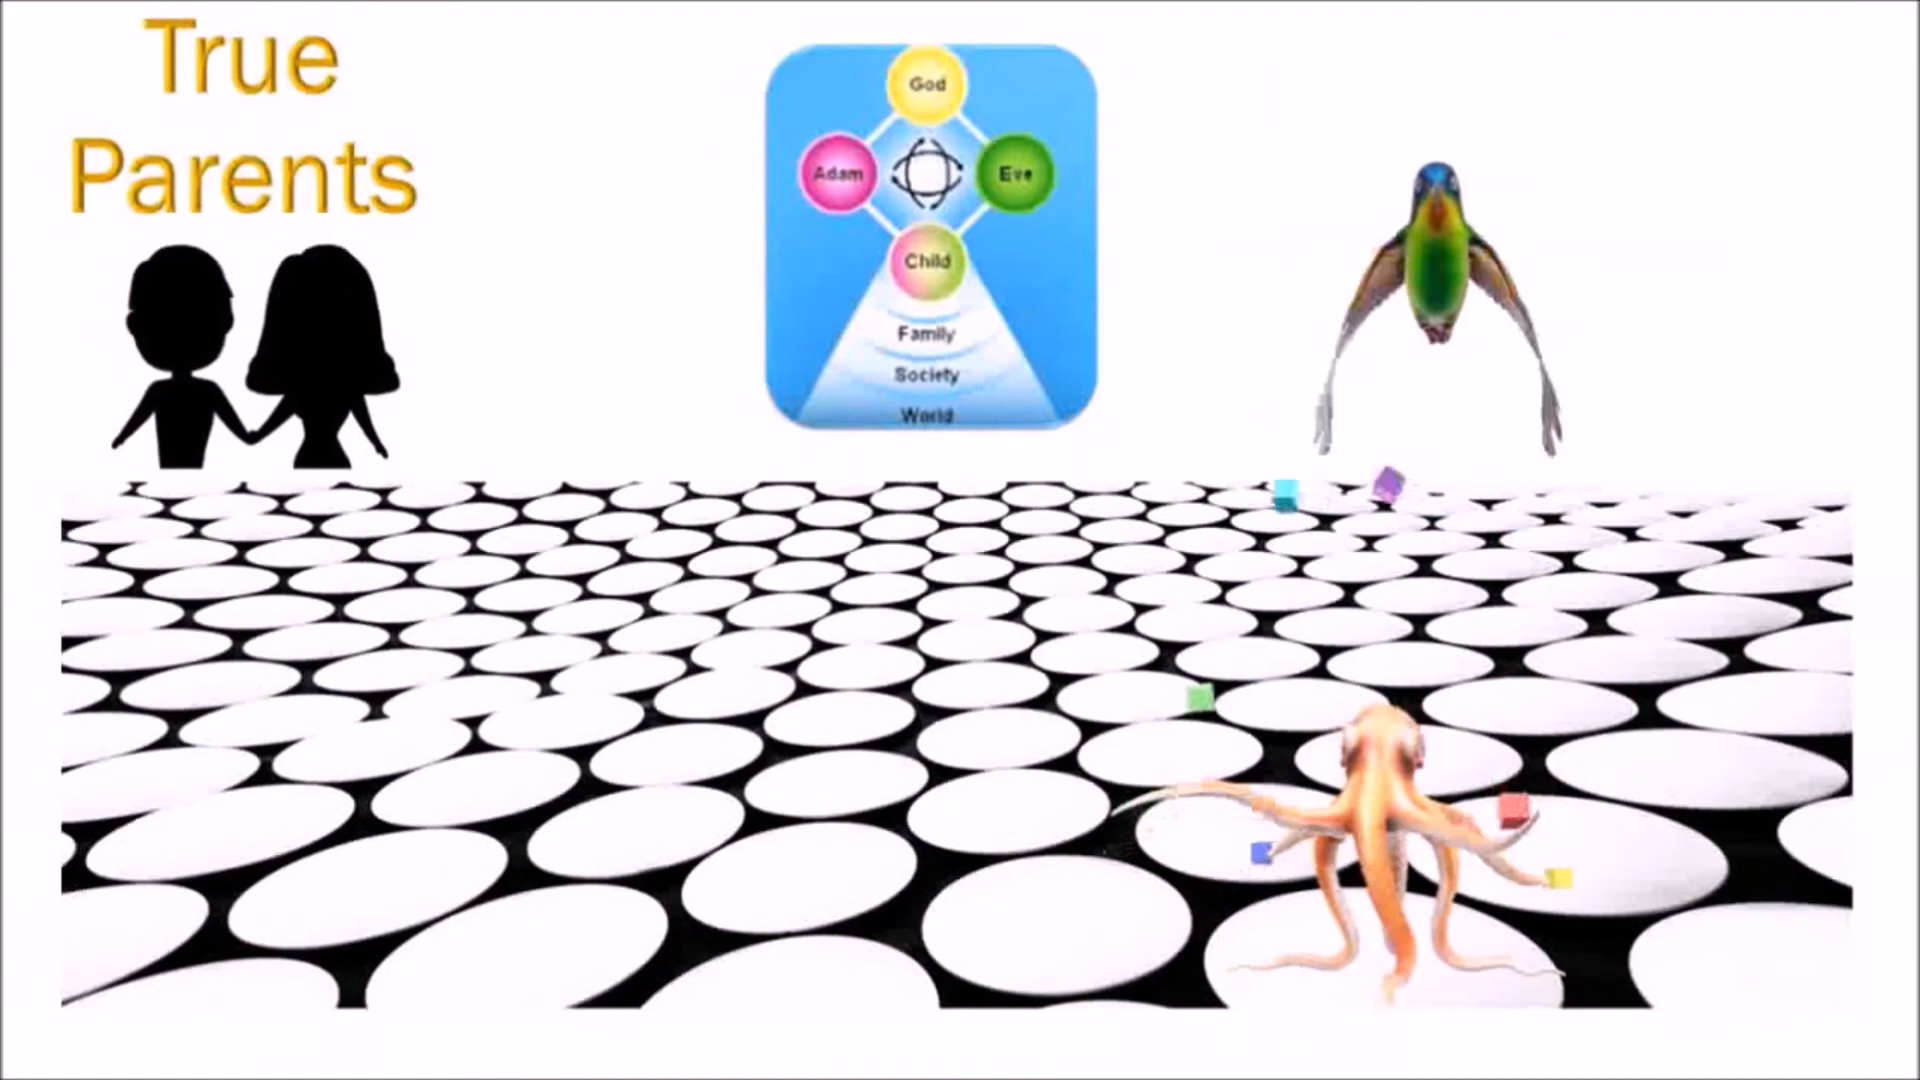 True
Parents
God
Adam
Eve
Child
Family
Society
World